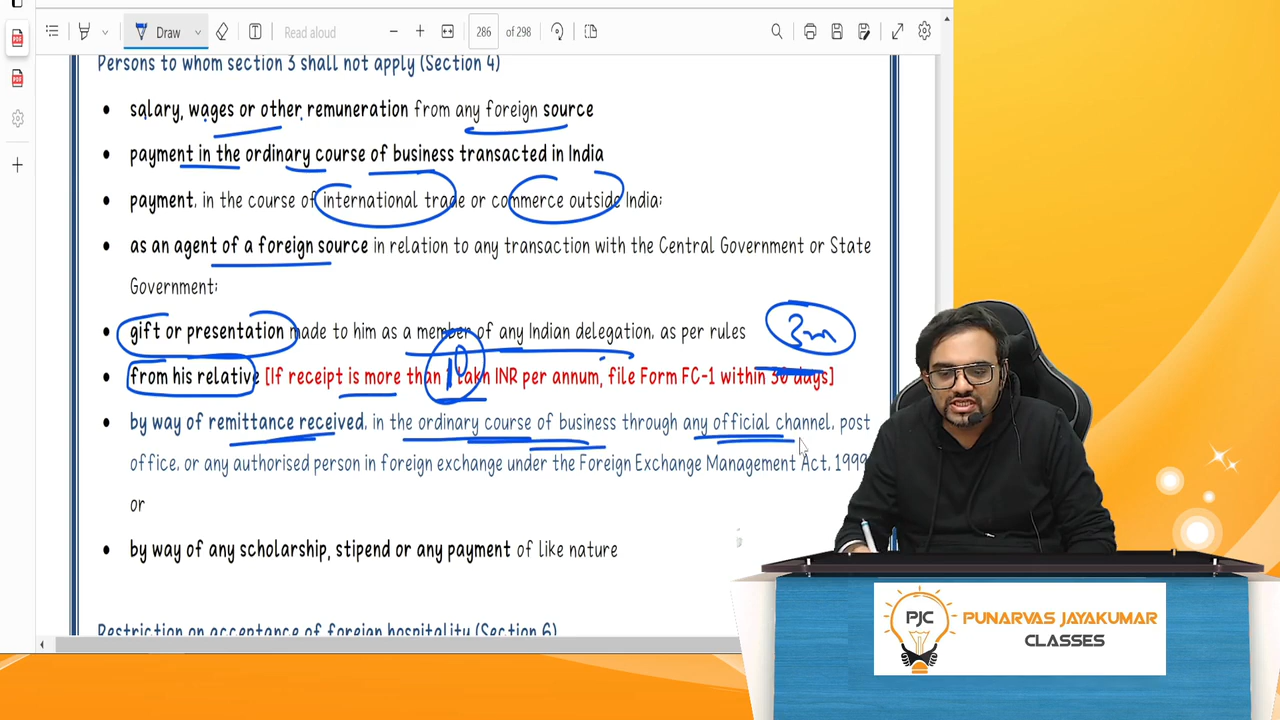 Draw
Read aloud
286 of 298
Persons to whom section 3 shall not apply (Section 4)
• salary, wages or other remuneration from any foreign source
• payment in the ordinary course of business transacted in India
• payment, in the course of international trade or commerce outside India;
• as an agent of a foreign source in relation to any transaction with the Central Government or State
Government;
• gift or presentation made to him as a member of any Indian delegation, as per rules
3m
• from his relative [If receipt is more than 10 lakh INR per annum, file Form FC-1 within 30 days]
• by way of remittance received, in the ordinary course of business through any official channel, post
office, or any authorised person in foreign exchange under the Foreign Exchange Management Act, 1999
or
• by way of any scholarship, stipend or any payment of like nature
Restriction on acceptance of foreign hospitality (Section 6)
PJC
PUNARVAS JAYAKUMAR
CLASSES